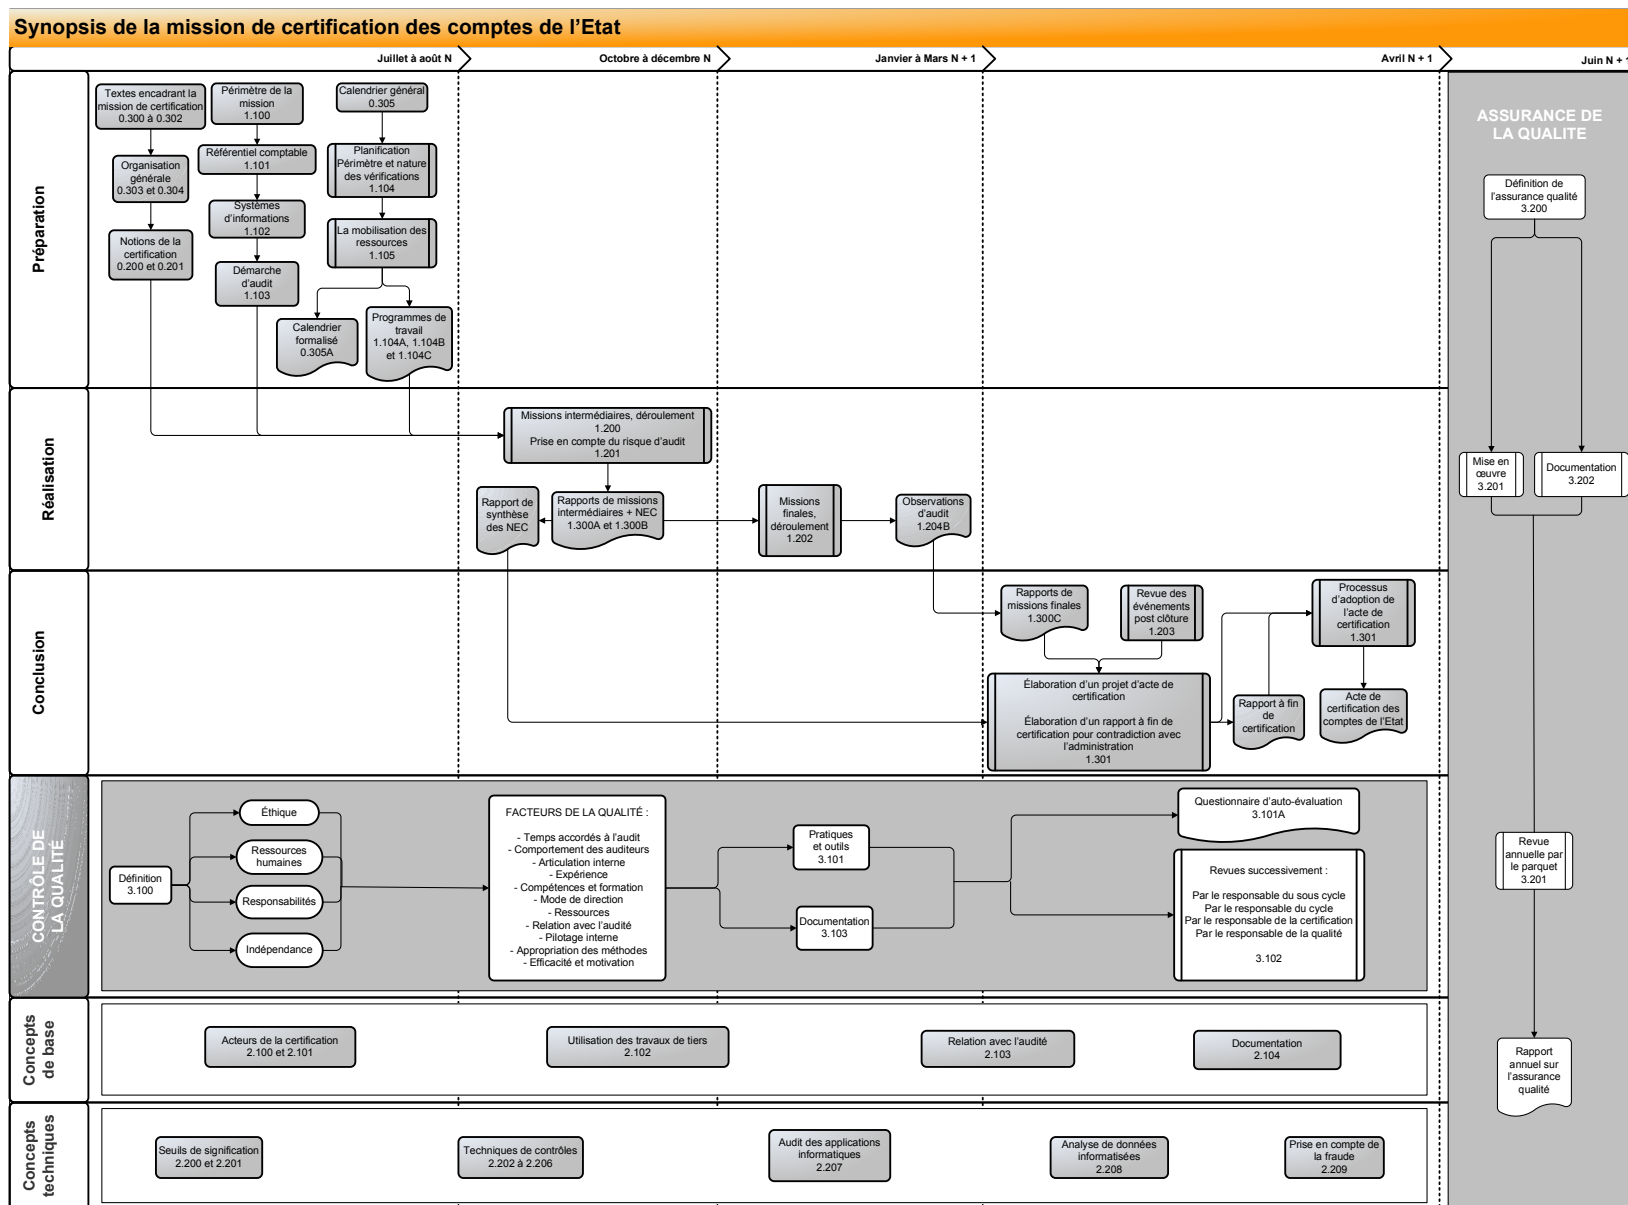 Synopsis de la mission de certification des comptes de l'Etat
Juillet à août N
Octobre à décembre N
Janvier à Mars N + 1
Avril N + 1
Juin N + 1
Préparation
Textes encadrant la
mission de certification
0.300 à 0.302
Périmètre de la
mission
1.100
Calendrier général
0.305
Organisation
générale
0.303 et 0.304
Référentiel comptable
1.101
Planification
Périmètre et nature
des vérifications
1.104
Systèmes
d'informations
1.102
Notions de la
certification
0.200 et 0.201
La mobilisation des
ressources
1.105
Démarche
d'audit
1.103
Calendrier
formalisé
0.305A
Programmes de
travail
1.104A, 1.104B
et 1.104C
Réalisation
Missions intermédiaires, déroulement
1.200
Prise en compte du risque d'audit
1.201
Rapport de
synthèse
des NEC
Rapports de missions
intermédiaires + NEC
1.300A et 1.300B
Missions
finales,
déroulement
1.202
Observations
d'audit
1.204B
Conclusion
Rapports de
missions finales
1.300C
Revue des
événements
post clôture
1.203
Processus
d'adoption de
l'acte de
certification
1.301
Élaboration d'un projet d'acte de
certification
Élaboration d'un rapport à fin de
certification pour contradiction avec
l'administration
1.301
Rapport à fin
de
certification
Acte de
certification des
comptes de l'Etat
CONTRÔLE DE
LA QUALITÉ
Définition
3.100
Éthique
Ressources
humaines
Responsabilités
Indépendance
FACTEURS DE LA QUALITÉ :
- Temps accordés à l'audit
- Comportement des auditeurs
- Articulation interne
- Expérience
- Compétences et formation
- Mode de direction
- Ressources
- Relation avec l'audité
- Pilotage interne
- Appropriation des méthodes
- Efficacité et motivation
Pratiques
et outils
3.101
Documentation
3.103
Questionnaire d'auto-évaluation
3.101A
Revues successivement :
Par le responsable du sous cycle
Par le responsable du cycle
Par le responsable de la certification
Par le responsable de la qualité
3.102
Concepts
de base
Acteurs de la certification
2.100 et 2.101
Utilisation des travaux de tiers
2.102
Relation avec l'audité
2.103
Documentation
2.104
Concepts
techniques
Seuils de signification
2.200 et 2.201
Techniques de contrôles
2.202 à 2.206
Audit des applications
informatiques
2.207
Analyse de données
informatisées
2.208
Prise en compte de
la fraude
2.209
ASSURANCE DE
LA QUALITE
Définition de
l'assurance qualité
3.200
Mise en
œuvre
3.201
Documentation
3.202
Revue
annuelle par
le parquet
3.201
Rapport
annuel sur
l'assurance
qualité